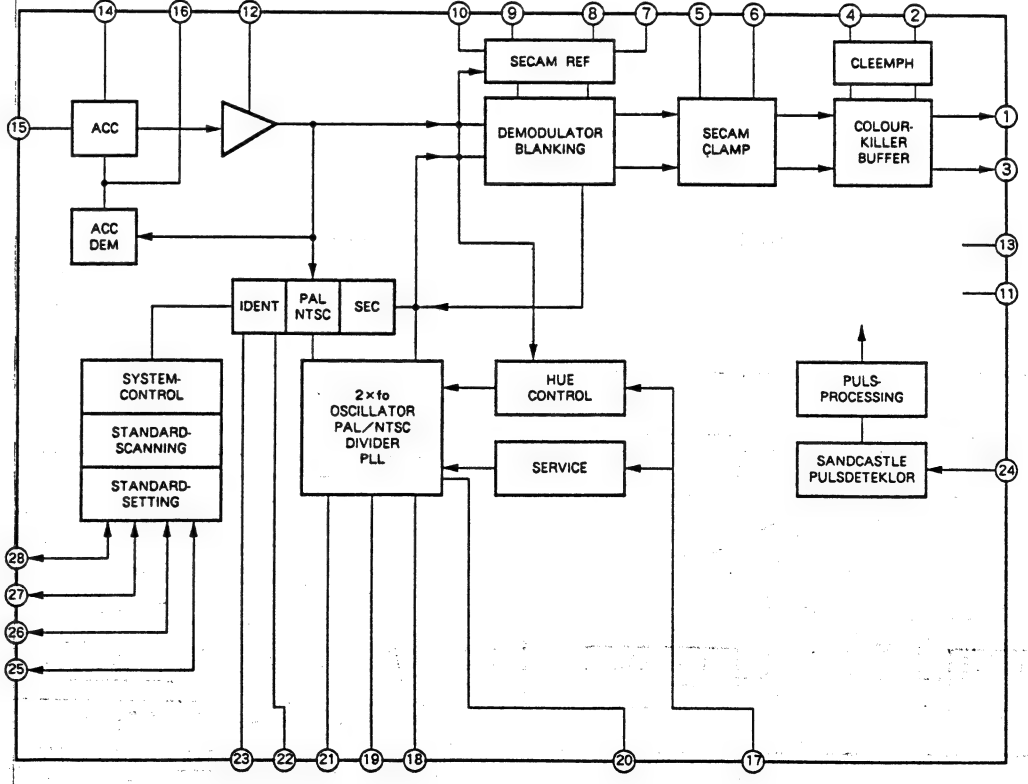 14
16
12
10
9
8
7
5
6
4
2
SECAM REF
CLEEMPH
15
ACC
DEMODULATOR
BLANKING
SECAM
CLAMP
COLOUR-
KILLER
BUFFER
1
3
ACC
DEM
13
11
IDENT
PAL
NTSC
SEC
SYSTEM-
CONTROL
STANDARD-
SCANNING
STANDARD-
SETTING
2×fo
OSCILLATOR
PAL/NTSC
DIVIDER
PLL
HUE
CONTROL
SERVICE
PULS-
PROCESSING
SANDCASTLE
PULSDETEKLOR
24
28
27
26
25
23
22
21
19
18
20
17